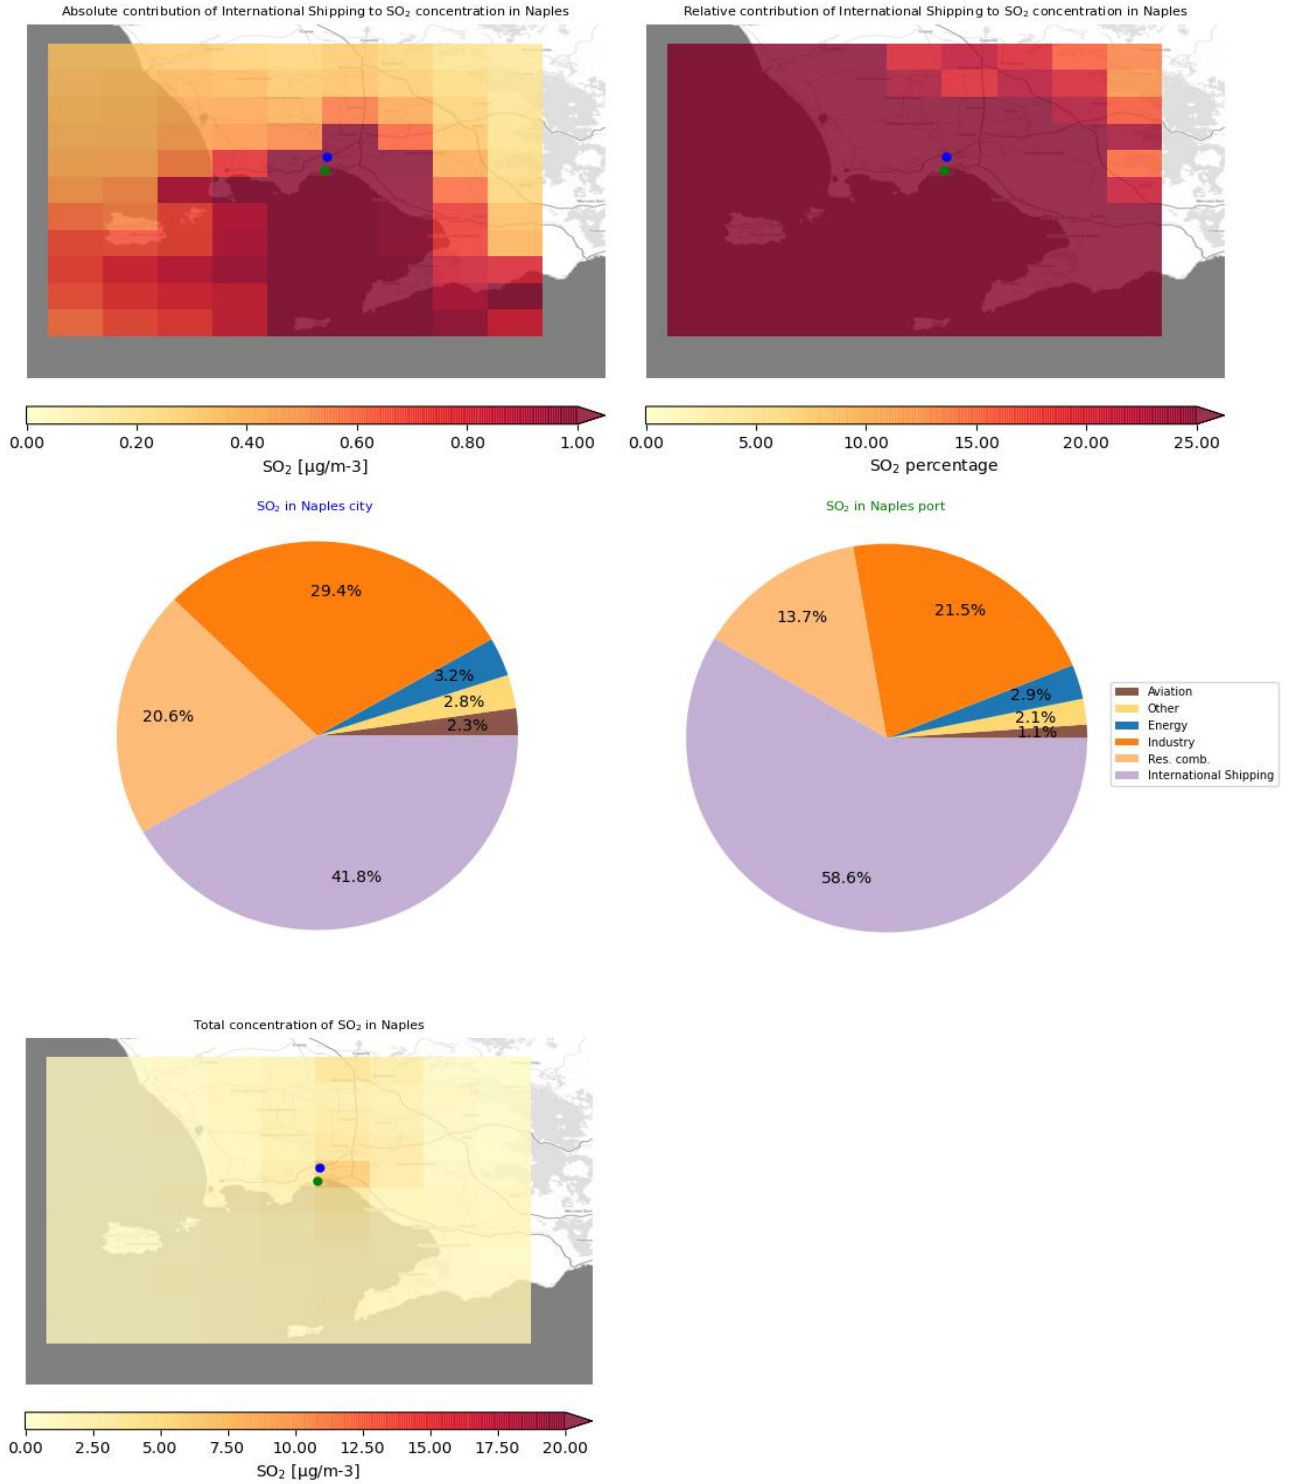 Absolute contribution of International Shipping to SO₂ concentration in Naples
Relative contribution of International Shipping to SO₂ concentration in Naples
0.00 0.20 0.40 0.60 0.80 1.00
SO₂ [µg/m-3]
0.00 5.00 10.00 15.00 20.00 25.00
SO₂ percentage
SO₂ in Naples city
29.4%
3.2%
2.8%
2.3%
20.6%
41.8%
SO₂ in Naples port
13.7%
21.5%
2.9%
2.1%
1.1%
58.6%
Aviation
Other
Energy
Industry
Res. comb.
International Shipping
Total concentration of SO₂ in Naples
0.00 2.50 5.00 7.50 10.00 12.50 15.00 17.50 20.00
SO₂ [µg/m-3]